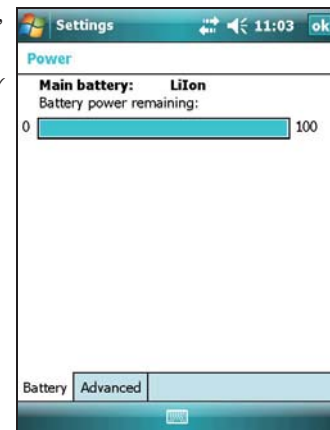 Settings 11:03 ok
Power
Main battery: LiIon
Battery power remaining:
0 100
Battery Advanced